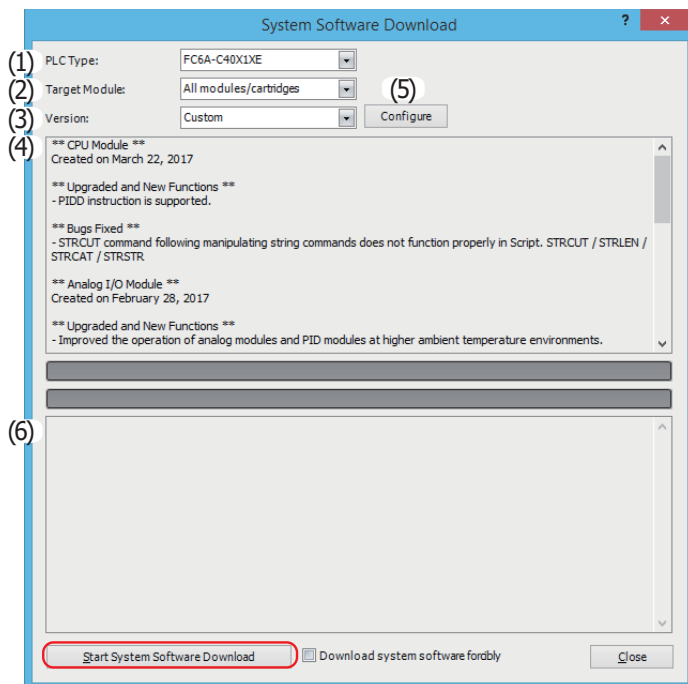 System Software Download
? ×
(1) PLC Type: FC6A-C40X1XE
(2) Target Module: All modules/cartridges (5)
(3) Version: Custom Configure
(4) ** CPU Module **
Created on March 22, 2017
** Upgraded and New Functions **
- PIDD instruction is supported.
** Bugs Fixed **
- STRCUT command following manipulating string commands does not function properly in Script. STRCUT / STRLEN /
STRCAT / STRSTR
** Analog I/O Module **
Created on February 28, 2017
** Upgraded and New Functions **
- Improved the operation of analog modules and PID modules at higher ambient temperature environments.
(6)
Start System Software Download Download system software forcibly Close